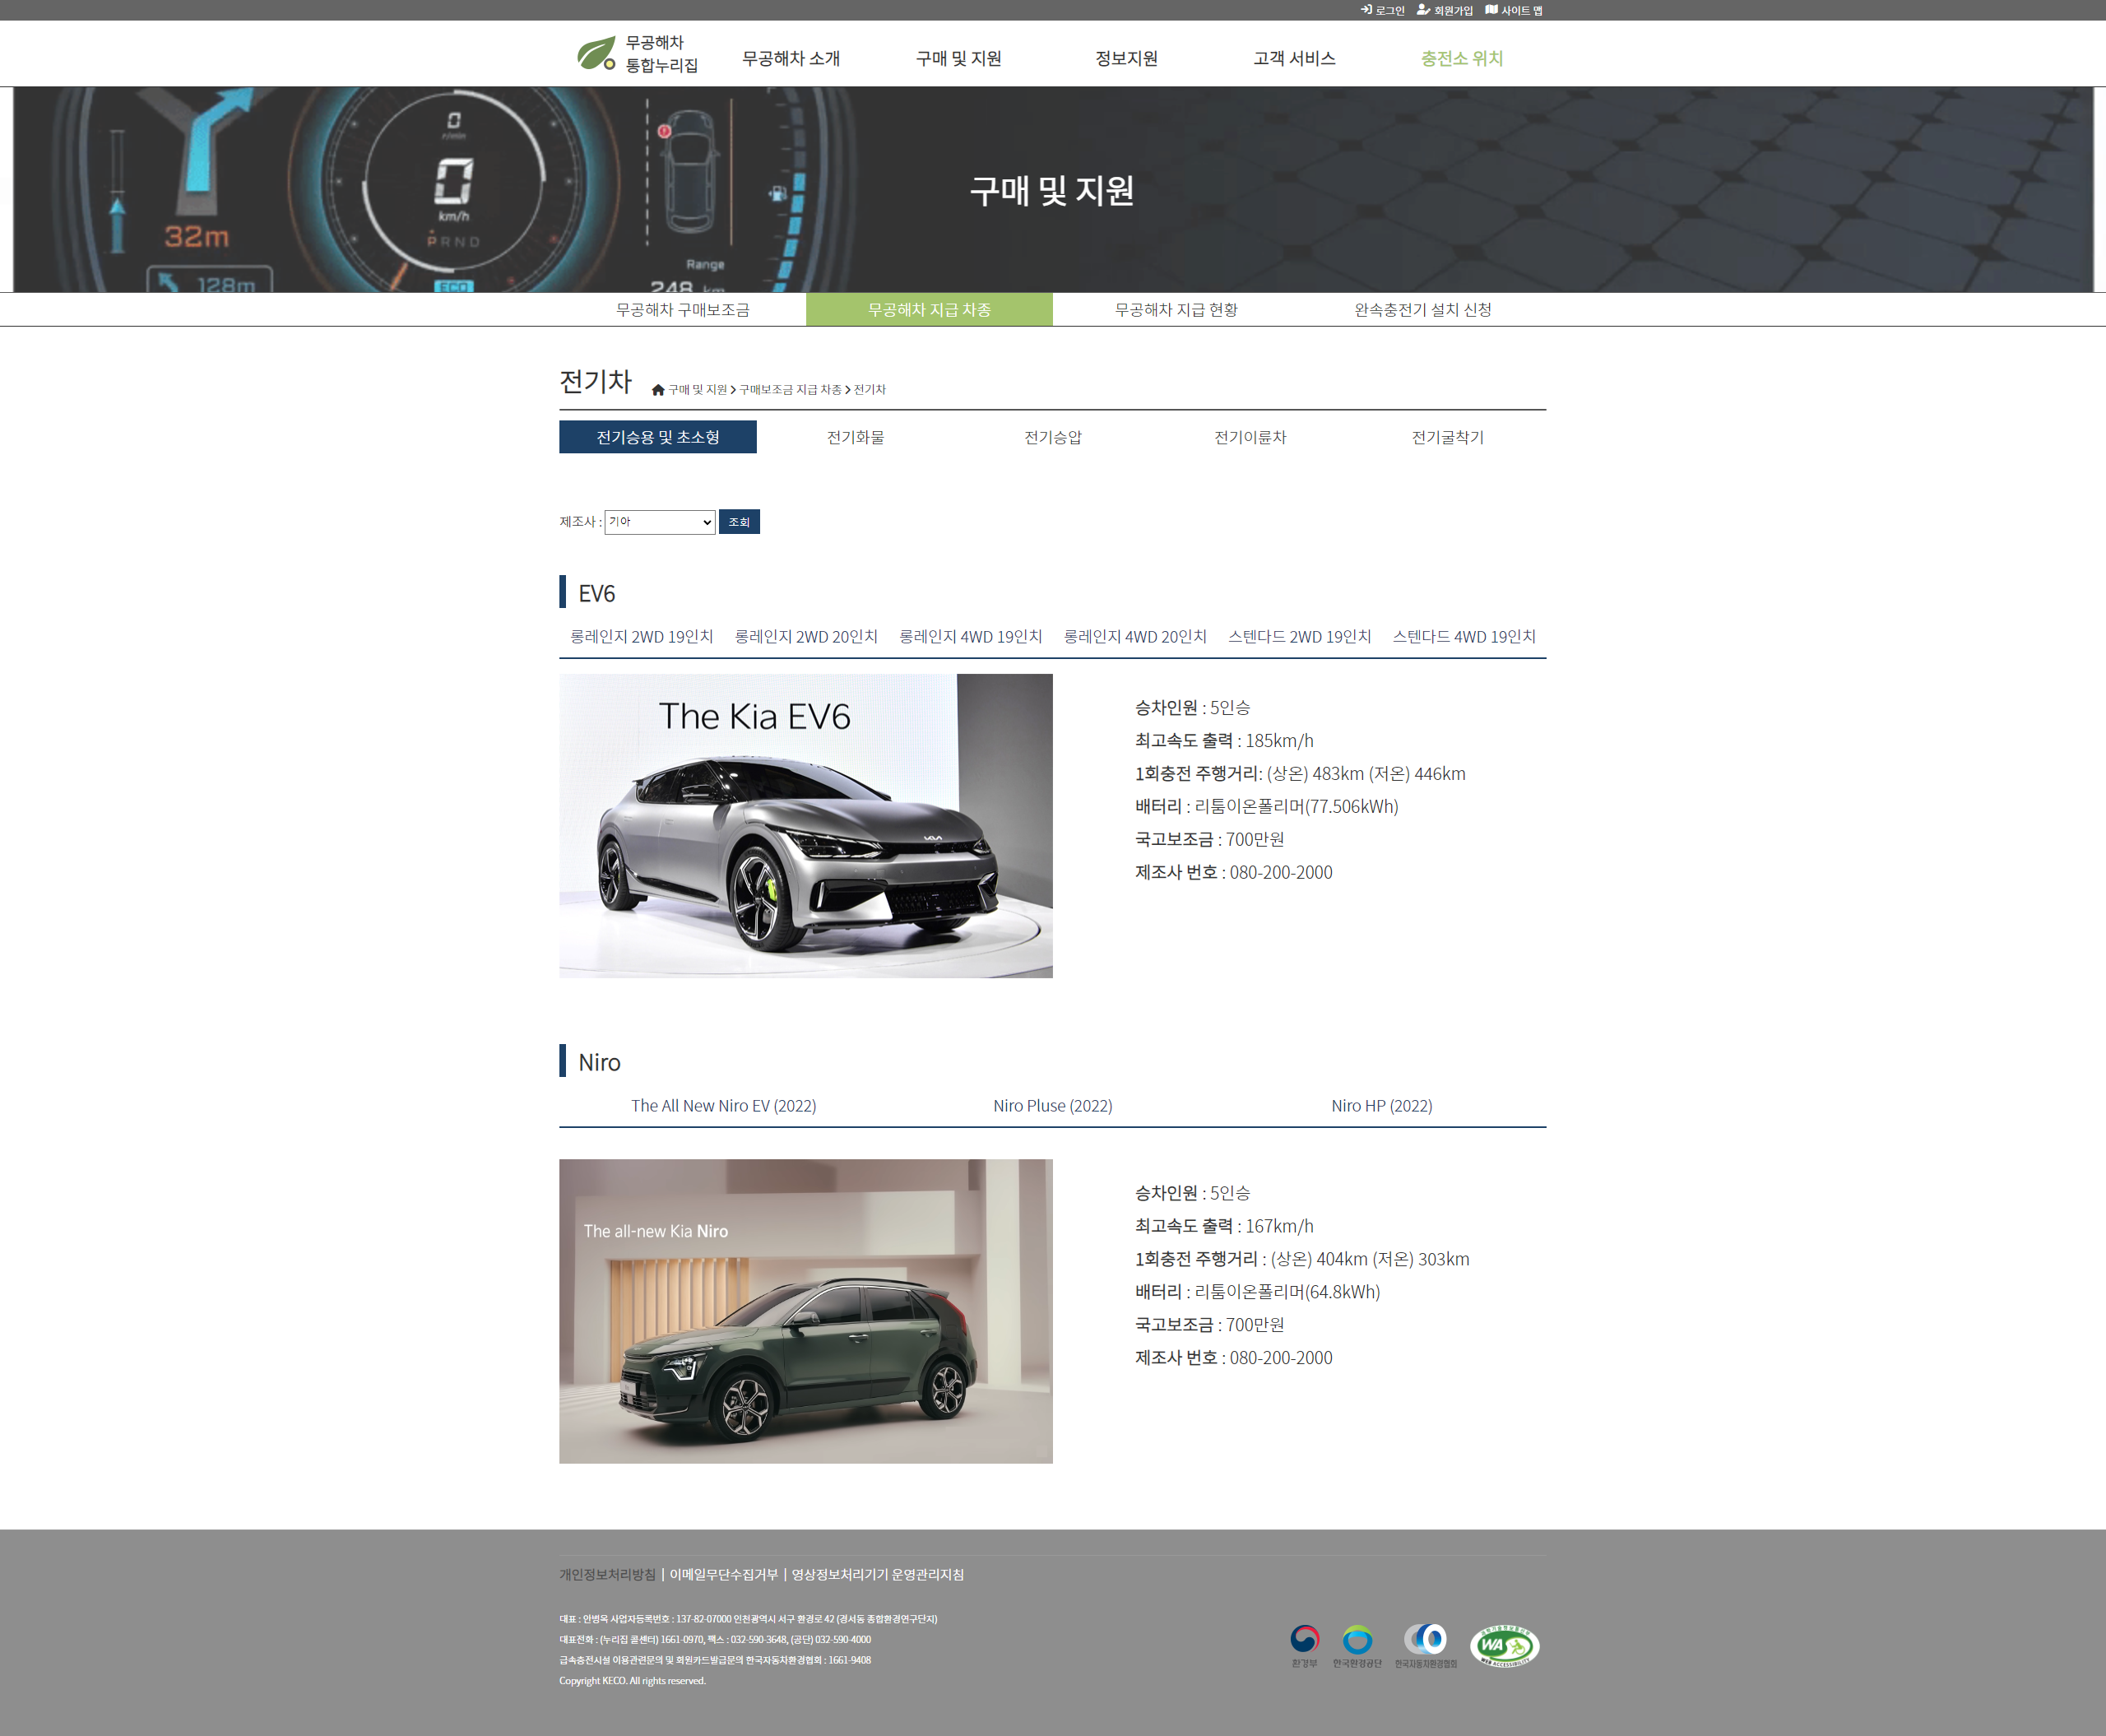 로그인 회원가입 사이트 맵
무공해차
통합누리집
무공해차 소개 구매 및 지원 정보지원 고객 서비스 충전소 위치
0
r/min
0
km/h
PRND
ECO
32m
128m
Range
248 km
구매 및 지원
무공해차 구매보조금 무공해차 지급 차종 무공해차 지급 현황 완속충전기 설치 신청
전기차 구매 및 지원 > 구매보조금 지급 차종 > 전기차
전기승용 및 초소형 전기화물 전기승압 전기이륜차 전기굴착기
제조사 : 기아 조회
EV6
롱레인지 2WD 19인치 롱레인지 2WD 20인치 롱레인지 4WD 19인치 롱레인지 4WD 20인치 스텐다드 2WD 19인치 스텐다드 4WD 19인치
The Kia EV6
승차인원 : 5인승
최고속도 출력 : 185km/h
1회충전 주행거리: (상온) 483km (저온) 446km
배터리 : 리튬이온폴리머(77.506kWh)
국고보조금 : 700만원
제조사 번호 : 080-200-2000
Niro
The All New Niro EV (2022) Niro Pluse (2022) Niro HP (2022)
The all-new Kia Niro
승차인원 : 5인승
최고속도 출력 : 167km/h
1회충전 주행거리 : (상온) 404km (저온) 303km
배터리 : 리튬이온폴리머(64.8kWh)
국고보조금 : 700만원
제조사 번호 : 080-200-2000
개인정보처리방침 | 이메일무단수집거부 | 영상정보처리기기 운영관리지침
대표 : 안병옥 사업자등록번호 : 137-82-07000 인천광역시 서구 환경로 42 (경서동 종합환경연구단지)
대표전화 : (누리집 콜센터) 1661-0970, 팩스 : 032-590-3648, (공단) 032-590-4000
급속충전시설 이용관련문의 및 회원카드발급문의 한국자동차환경협회 : 1661-9408
Copyright KECO. All rights reserved.
환경부 한국환경공단 한국자동차환경협회
WA
WEB ACCESSIBILITY